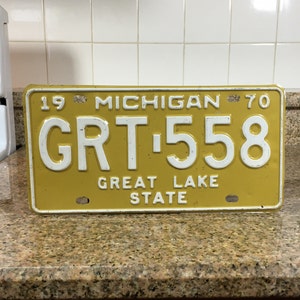 19 MICHIGAN 70
GRT-558
GREAT LAKE
STATE